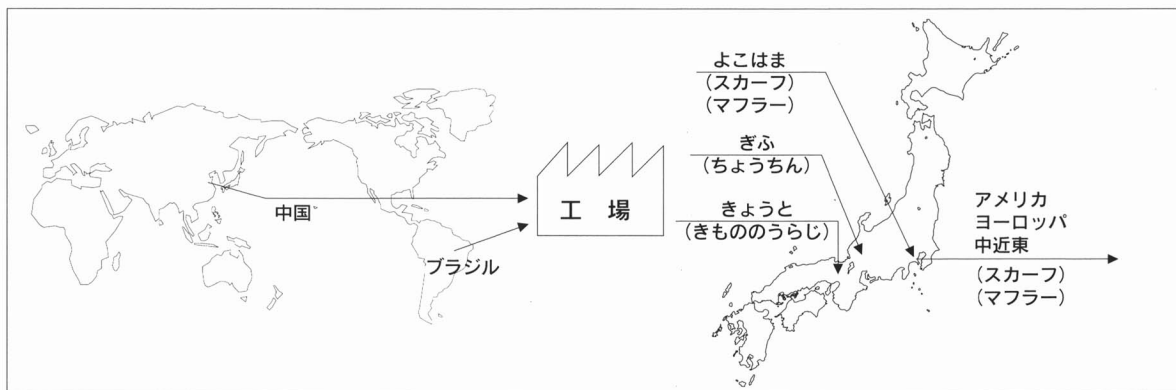 中国
ブラジル
工場
よこはま
(スカーフ)
(マフラー)
ぎふ
(ちょうちん)
きょうと
(きもののうらじ)
アメリカ
ヨーロッパ
中近東
(スカーフ)
(マフラー)